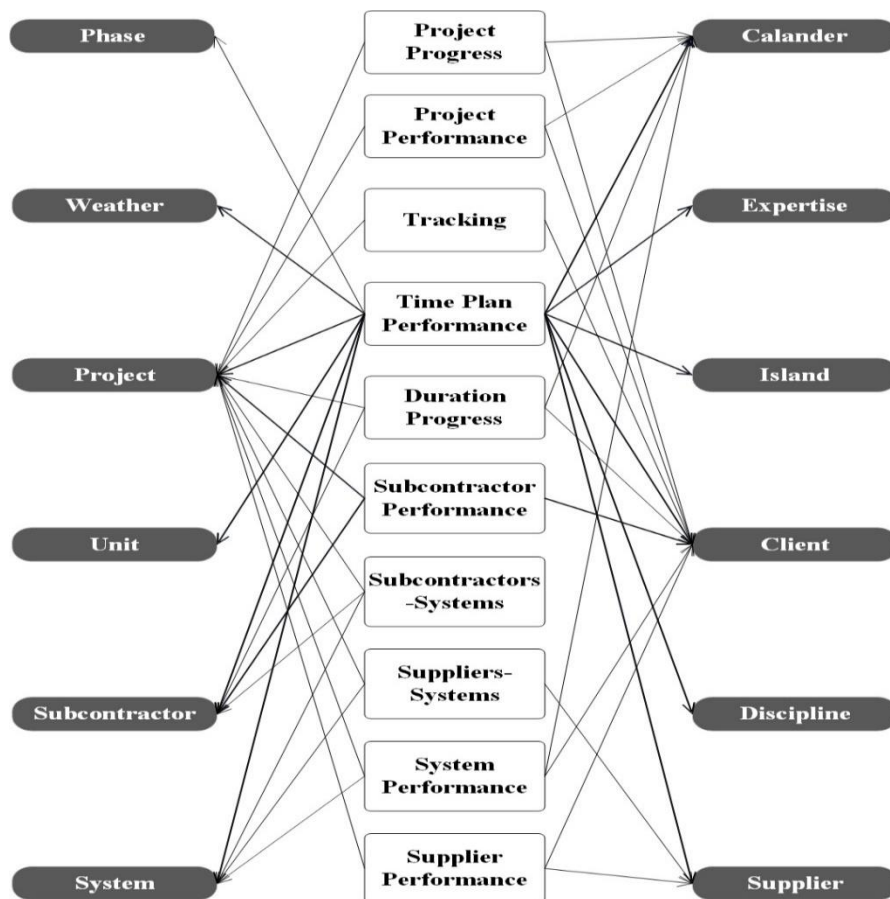 Phase
Weather
Project
Unit
Subcontractor
System
Project
Progress
Project
Performance
Tracking
Time Plan
Performance
Duration
Progress
Subcontractor
Performance
Subcontractors
-Systems
Suppliers-
Systems
System
Performance
Supplier
Performance
Calander
Expertise
Island
Client
Discipline
Supplier